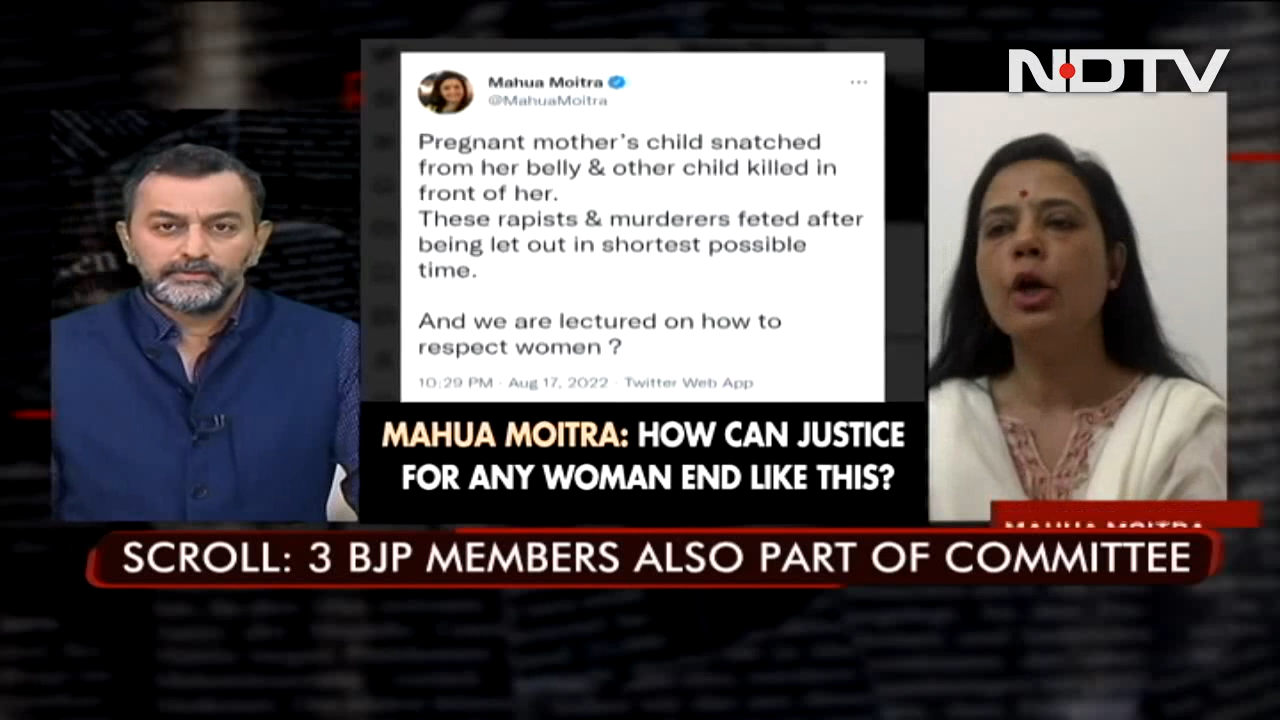 NDTV
Mahua Moitra
@MahuaMoitra
Pregnant mother's child snatched
from her belly & other child killed in
front of her.
These rapists & murderers feted after
being let out in shortest possible
time.
And we are lectured on how to
respect women ?
10:29 PM · Aug 17, 2022 · Twitter Web App
MAHUA MOITRA: HOW CAN JUSTICE
FOR ANY WOMAN END LIKE THIS?
MAHUA MOITRA
SCROLL: 3 BJP MEMBERS ALSO PART OF COMMITTEE